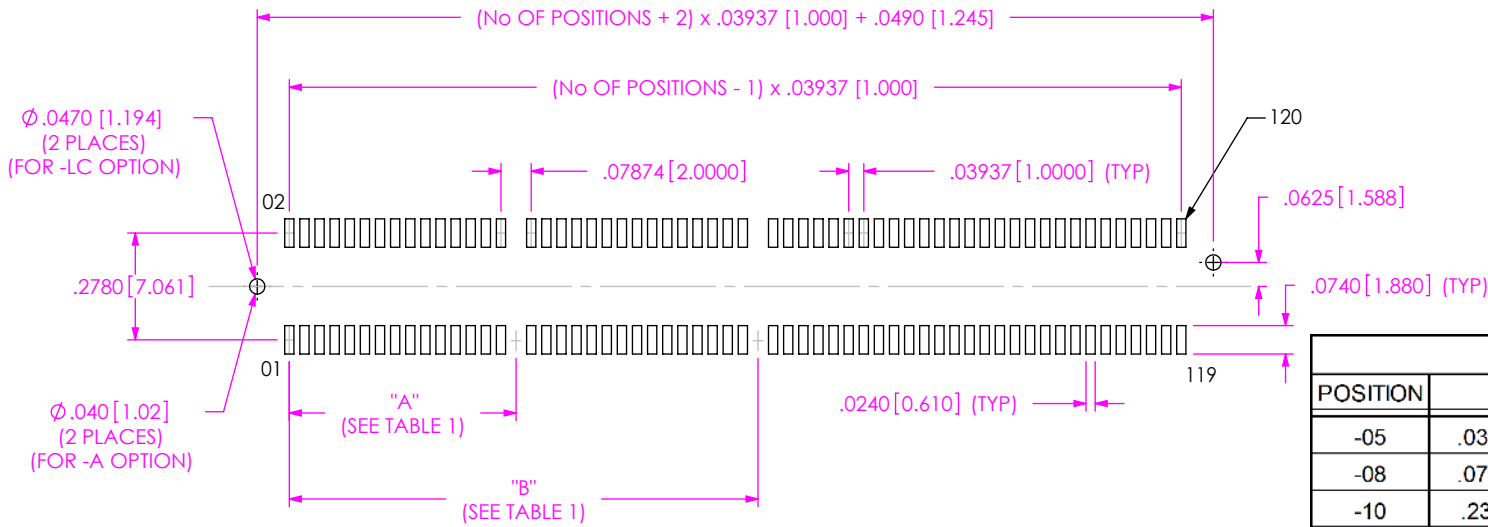 (No OF POSITIONS + 2) x .03937 [1.000] + .0490 [1.245]
(No OF POSITIONS - 1) x .03937 [1.000]
Ø.0470 [1.194]
(2 PLACES)
(FOR -LC OPTION)
120
.07874 [2.0000]
.03937 [1.0000] (TYP)
.0625 [1.588]
02
.2780 [7.061]
.0740 [1.880] (TYP)
01
119
"A"
(SEE TABLE 1)
.0240 [0.610] (TYP)
Ø.040 [1.02]
(2 PLACES)
(FOR -A OPTION)
"B"
(SEE TABLE 1)
POSITION
-05 .03
-08 .07
-10 .23